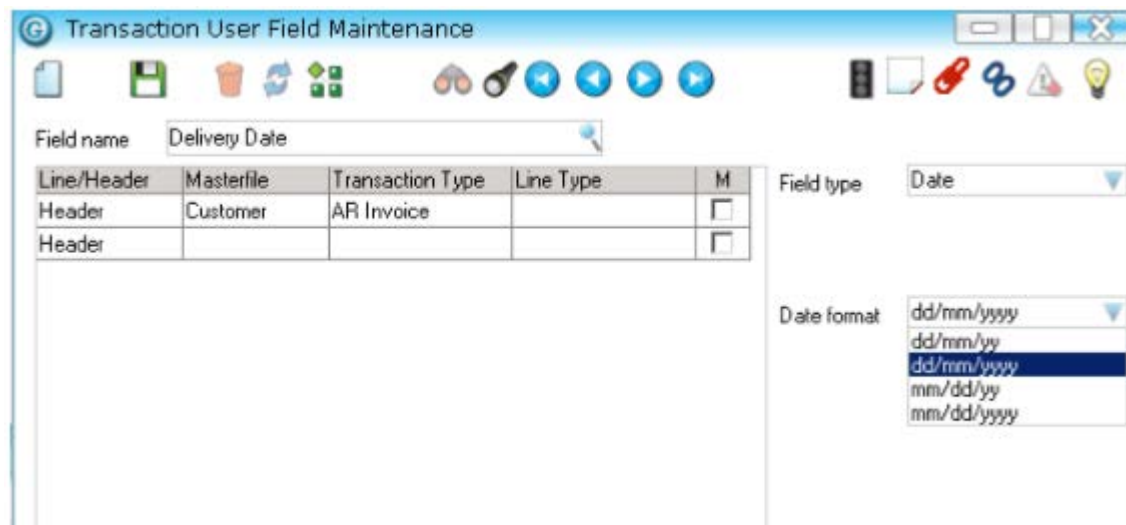 Transaction User Field Maintenance
Field name Delivery Date
Line/Header Masterfile Transaction Type Line Type M
Header Customer AR Invoice
Header
Field type Date
Date format dd/mm/yyyy
dd/mm/yy
dd/mm/yyyy
mm/dd/yy
mm/dd/yyyy